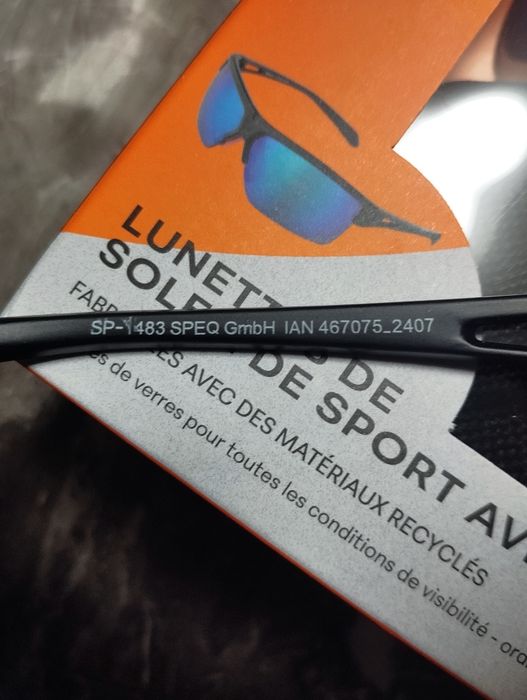 LUNETTES DE
SOLEIL DE SPORT AV
SP-1483 SPEQ GmbH IAN 467075_2407
FABRIQUÉES AVEC DES MATÉRIAUX RECYCLÉS
de verres pour toutes les conditions de visibilité -